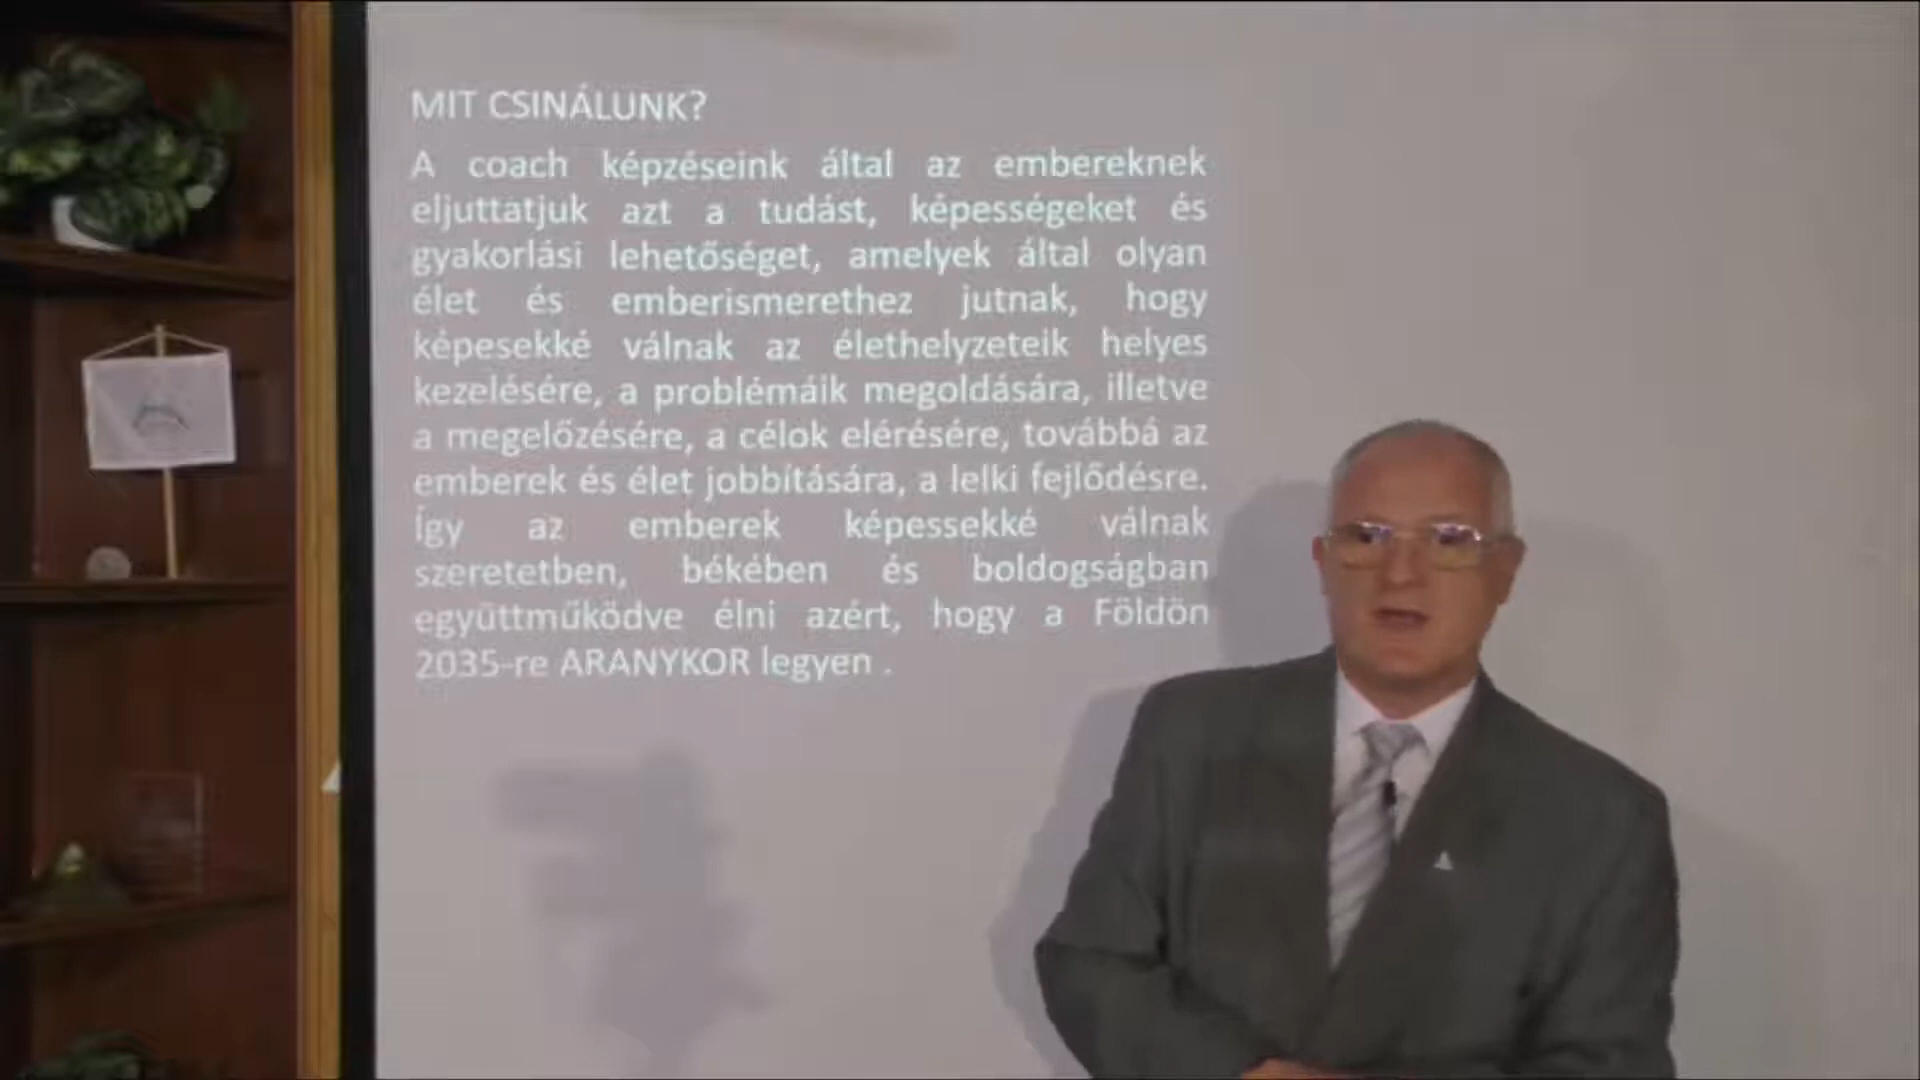 MIT CSINÁLUNK?
A coach képzéseink által az embereknek
eljuttatjuk azt a tudást, képességeket és
gyakorlási lehetőséget, amelyek által olyan
élet és emberismerethez jutnak, hogy
képesekké válnak az élethelyzeteik helyes
kezelésére, a problémáik megoldására, illetve
a megelőzésére, a célok elérésére, továbbá az
emberek és élet jobbítására, a lelki fejlődésre.
Így az emberek képessekké válnak
szeretetben, békében és boldogságban
együttműködve élni azért, hogy a Földön
2035-re ARANYKOR legyen .